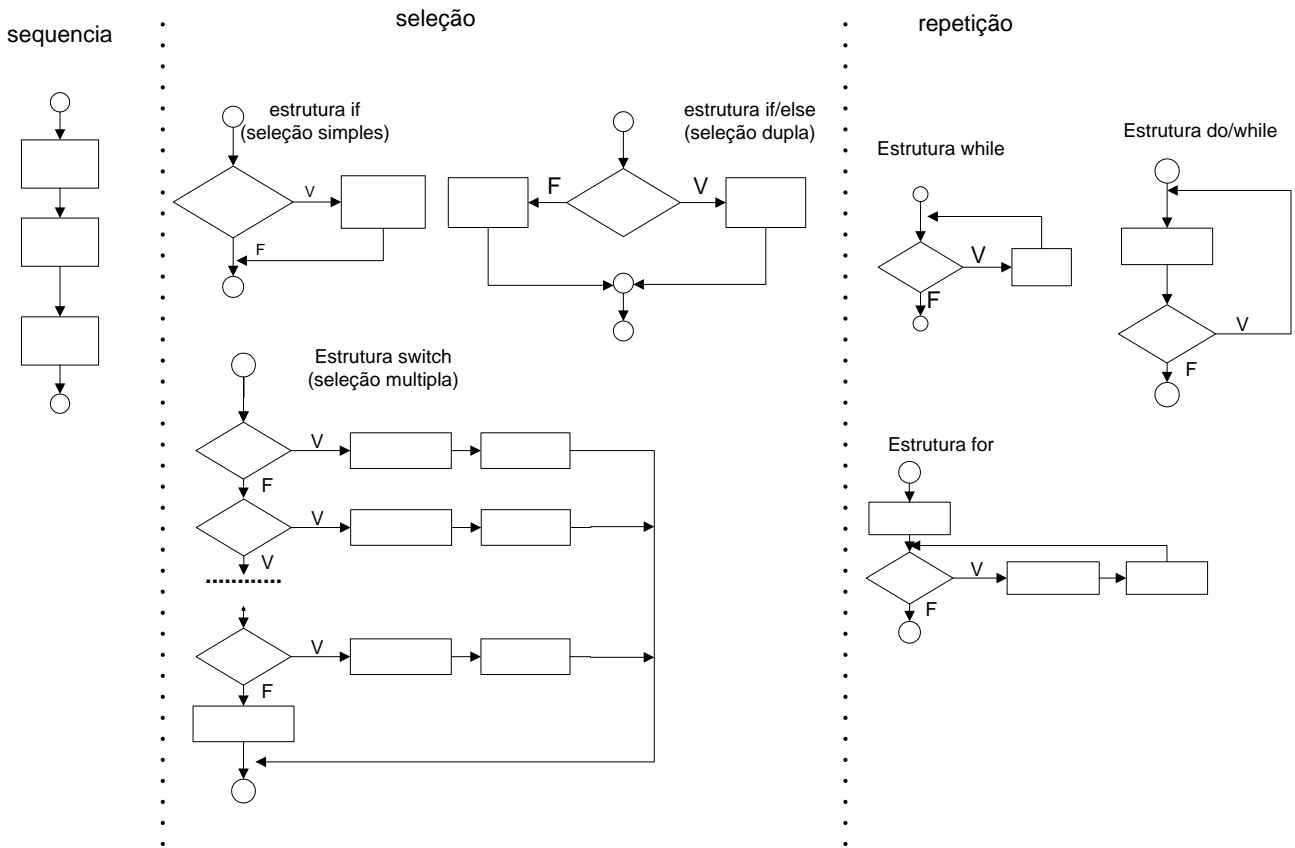 sequencia
seleção
repetição
estrutura if
(seleção simples)
V
F
estrutura if/else
(seleção dupla)
F
V
Estrutura switch
(seleção multipla)
V
F
V
V
V
F
Estrutura while
V
F
Estrutura do/while
V
F
Estrutura for
V
F